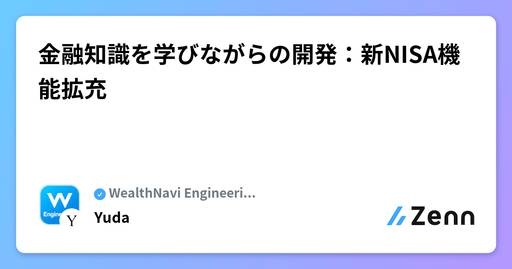 金融知識を学びながらの開発：新NISA機
能拡充
W
Engine
Y
WealthNavi Engineeri...
Yuda
Zenn